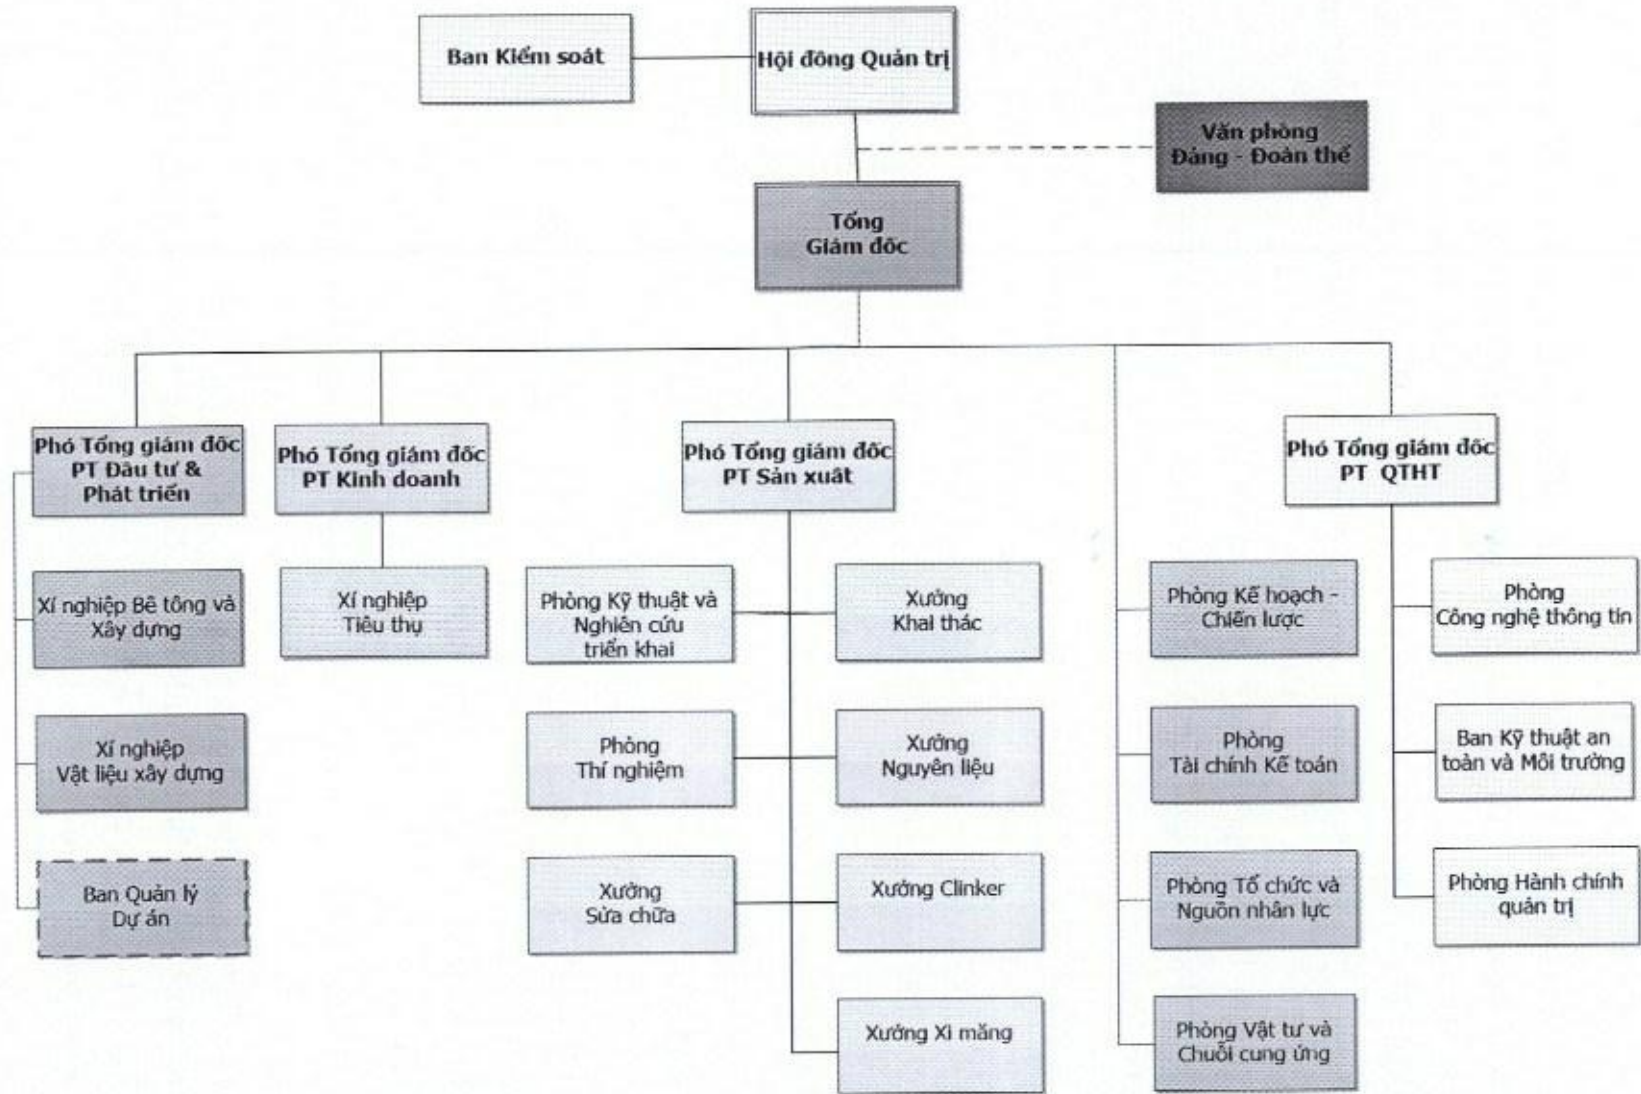 Ban Kiểm soát
Hội đồng Quản trị
Văn phòng
Đảng - Đoàn thể
Tổng
Giám đốc
Phó Tổng giám đốc
PT Đầu tư &
Phát triển
Phó Tổng giám đốc
PT Kinh doanh
Phó Tổng giám đốc
PT Sản xuất
Phó Tổng giám đốc
PT QTHT
Xí nghiệp Bê tông và
Xây dựng
Xí nghiệp
Tiêu thụ
Phòng Kỹ thuật và
Nghiên cứu
triển khai
Xưởng
Khai thác
Phòng Kế hoạch -
Chiến lược
Phòng
Công nghệ thông tin
Xí nghiệp
Vật liệu xây dựng
Phòng
Thí nghiệm
Xưởng
Nguyên liệu
Phòng
Tài chính Kế toán
Ban Kỹ thuật an
toàn và Môi trường
Ban Quản lý
Dự án
Xưởng
Sửa chữa
Xưởng Clinker
Phòng Tổ chức và
Nguồn nhân lực
Phòng Hành chính
quản trị
Xưởng Xi măng
Phòng Vật tư và
Chuỗi cung ứng